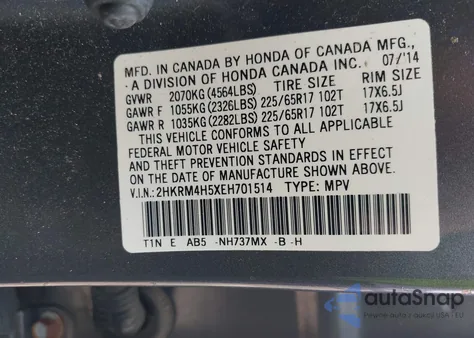 MFD. IN CANADA BY HONDA OF CANADA MFG.,
A DIVISION OF HONDA CANADA INC. 07/'14
GVWR 2070KG (4564LBS) TIRE SIZE RIM SIZE
GAWR F 1055KG (2326LBS) 225/65R17 102T 17X6.5J
GAWR R 1035KG (2282LBS) 225/65R17 102T 17X6.5J
THIS VEHICLE CONFORMS TO ALL APPLICABLE
FEDERAL MOTOR VEHICLE SAFETY, BUMPER,
AND THEFT PREVENTION STANDARDS IN EFFECT
ON THE DATE OF MANUFACTURE SHOWN ABOVE.
V.I.N.: 2HKRM4H5XEH701514 TYPE: MPV
T1N E AB5 -NH737MX -B -H
autoSnap